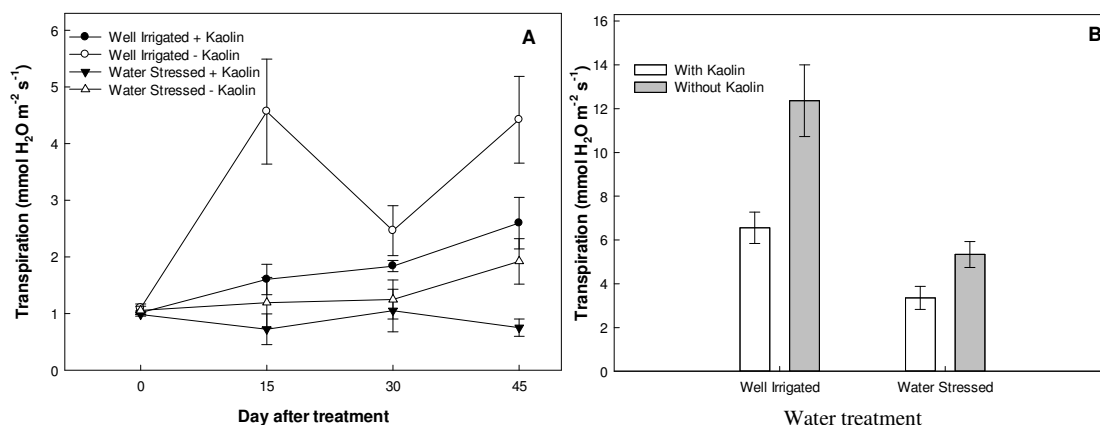 A
Well Irrigated + Kaolin
Well Irrigated - Kaolin
Water Stressed + Kaolin
Water Stressed - Kaolin
Transpiration (mmol H2O m-2 s-1)
6
5
4
3
2
1
0
0 15 30 45
Day after treatment
B
With Kaolin
Without Kaolin
Transpiration (mmol H2O m-2 s-1)
16
14
12
10
8
6
4
2
0
Well Irrigated Water Stressed
Water treatment